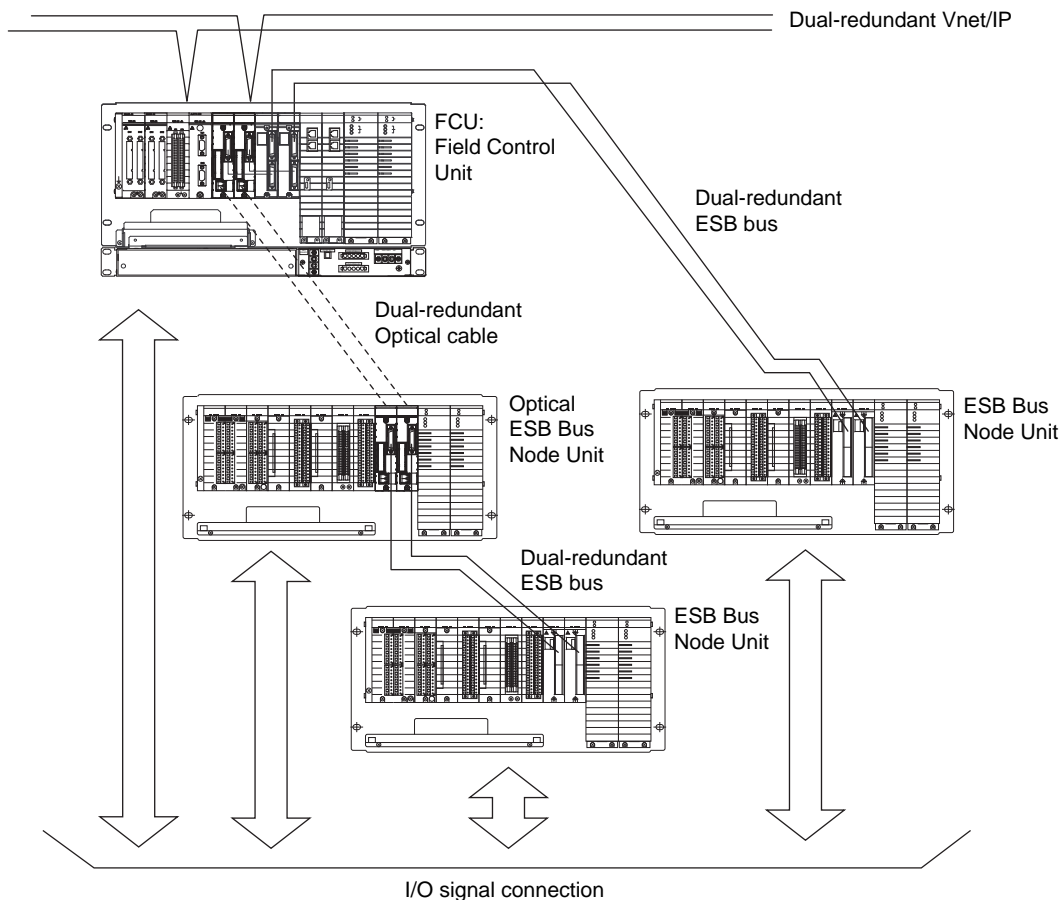 Dual-redundant Vnet/IP
FCU:
Field Control
Unit
Dual-redundant
ESB bus
Dual-redundant
Optical cable
Optical
ESB Bus
Node Unit
ESB Bus
Node Unit
Dual-redundant
ESB bus
ESB Bus
Node Unit
I/O signal connection